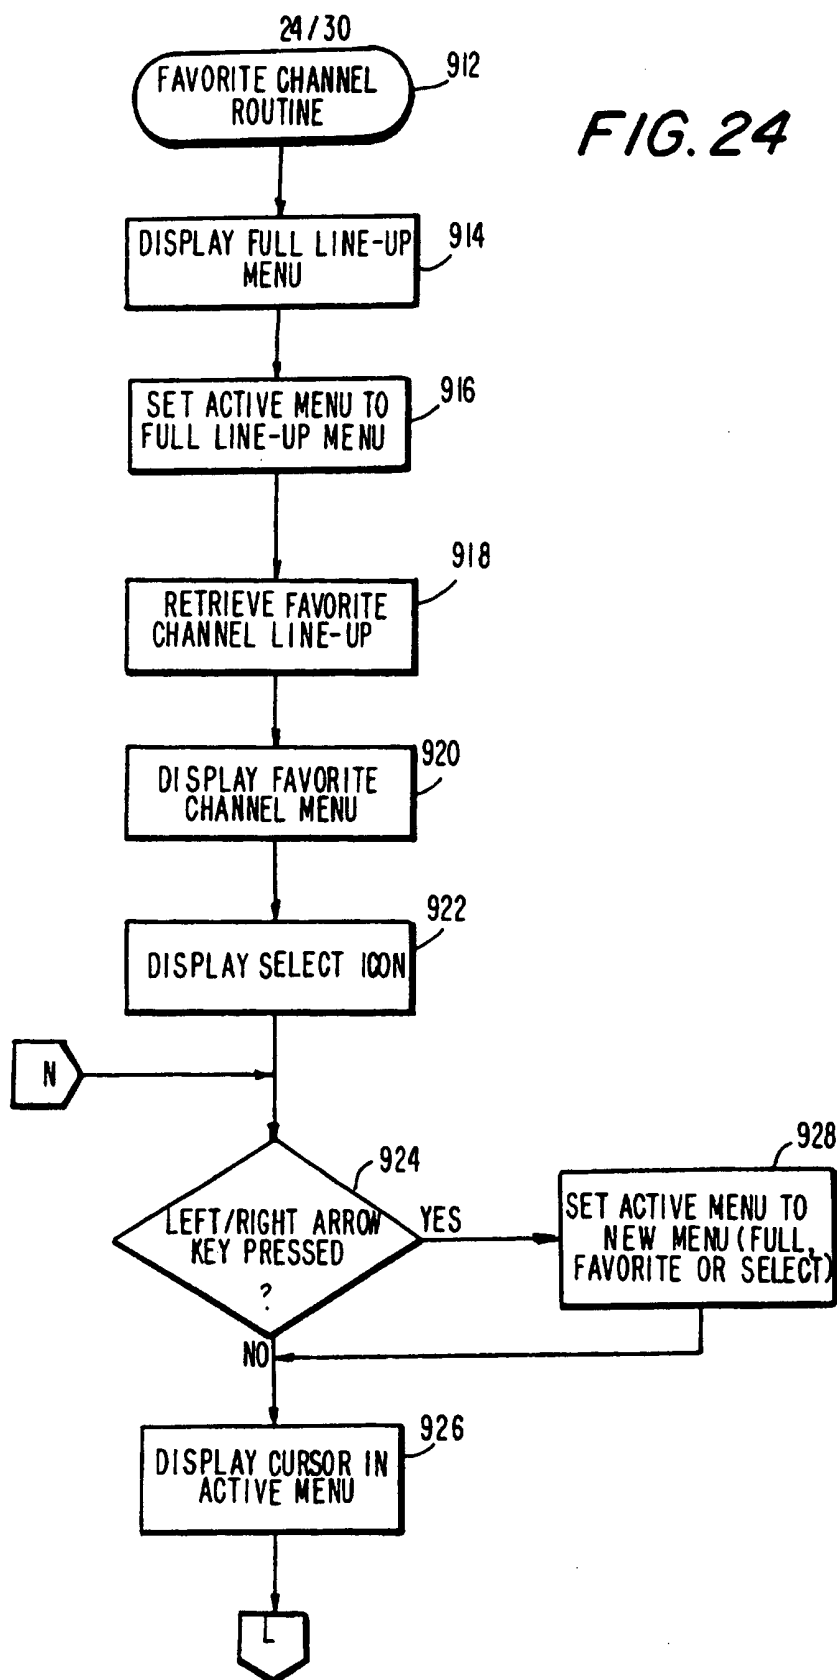 24/30
FAVORITE CHANNEL
ROUTINE
912
FIG. 24
DISPLAY FULL LINE-UP
MENU
914
SET ACTIVE MENU TO
FULL LINE-UP MENU
916
RETRIEVE FAVORITE
CHANNEL LINE-UP
918
DISPLAY FAVORITE
CHANNEL MENU
920
DISPLAY SELECT ICON
922
N
LEFT/RIGHT ARROW
KEY PRESSED
?
924
YES
SET ACTIVE MENU TO
NEW MENU (FULL,
FAVORITE OR SELECT)
928
NO
DISPLAY CURSOR IN
ACTIVE MENU
926
L